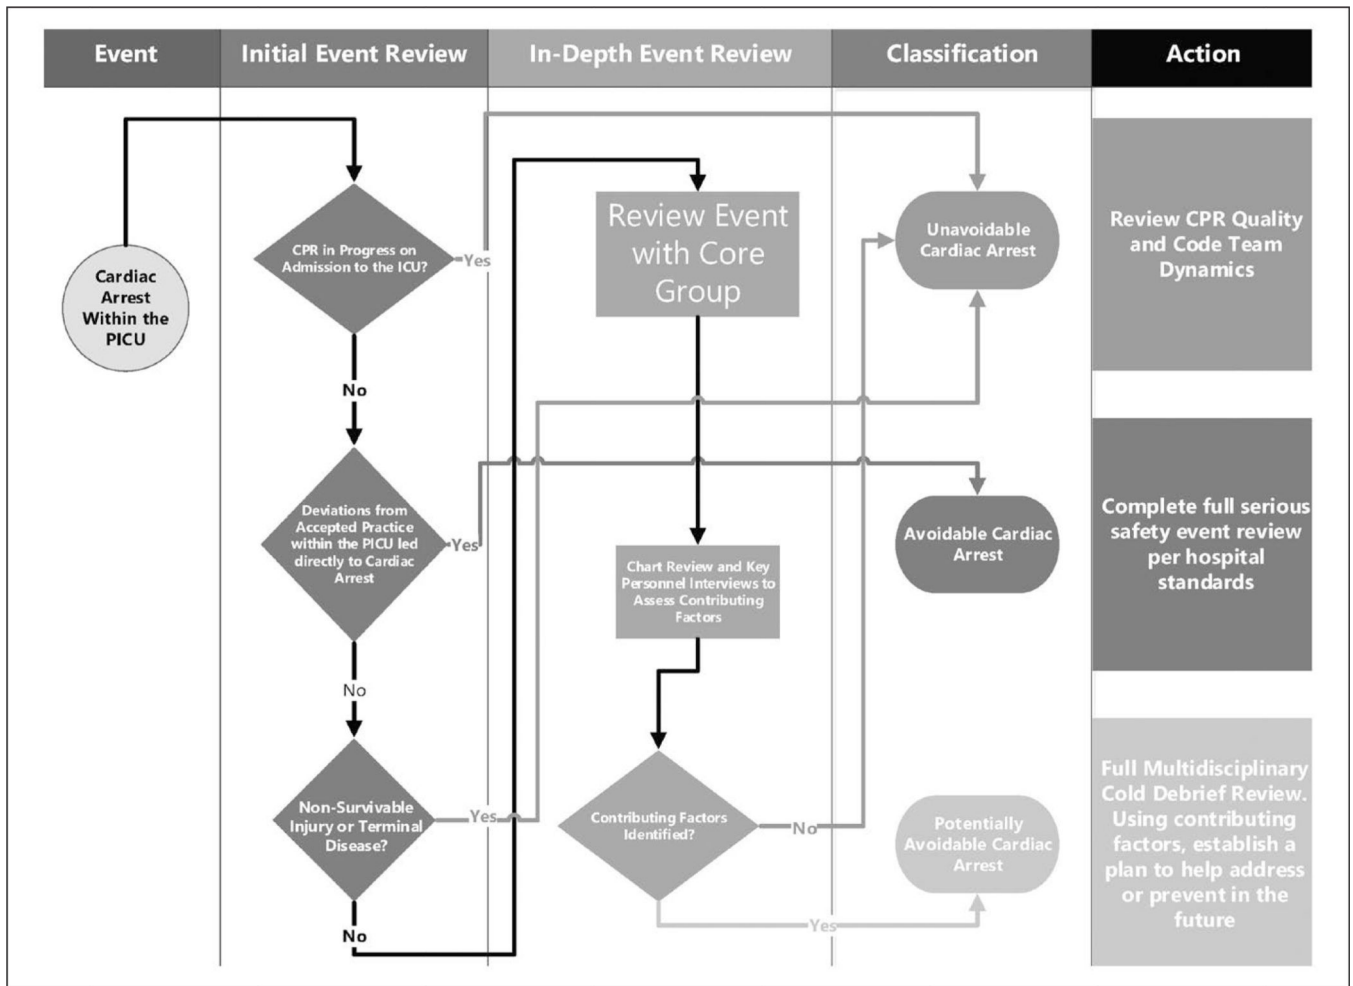 Event
Initial Event Review
In-Depth Event Review
Classification
Action
Cardiac
Arrest
Within the
PICU
CPR in Progress on
Admission to the ICU?
Yes
No
Deviations from
Accepted Practice
within the PICU led
directly to Cardiac
Arrest
Yes
No
Non-Survivable
Injury or Terminal
Disease?
Yes
No
Review Event
with Core
Group
Chart Review and Key
Personnel Interviews to
Assess Contributing
Factors
Contributing Factors
Identified?
No
Yes
Unavoidable
Cardiac Arrest
Avoidable Cardiac
Arrest
Potentially
Avoidable Cardiac
Arrest
Review CPR Quality
and Code Team
Dynamics
Complete full serious
safety event review
per hospital
standards
Full Multidisciplinary
Cold Debrief Review.
Using contributing
factors, establish a
plan to help address
or prevent in the
future